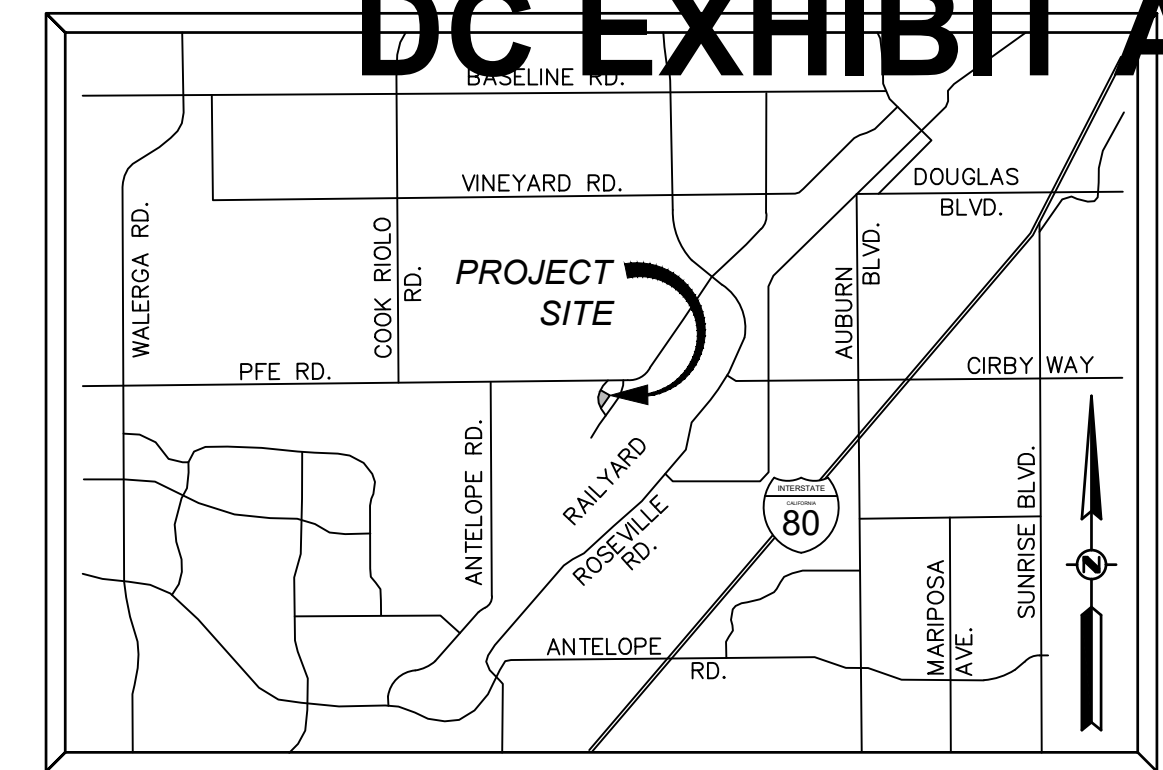 DC EXHIBIT A
BASELINE RD.
VINEYARD RD.
DOUGLAS
BLVD.
WALERGA RD.
COOK RIOLO
RD.
PROJECT
SITE
AUBURN
BLVD.
PFE RD.
CIRBY WAY
ANTELOPE RD.
RAILYARD
ROSEVILLE
RD.
INTERSTATE
CALIFORNIA
80
SUNRISE BLVD.
N
MARIPOSA
AVE.
ANTELOPE
RD.